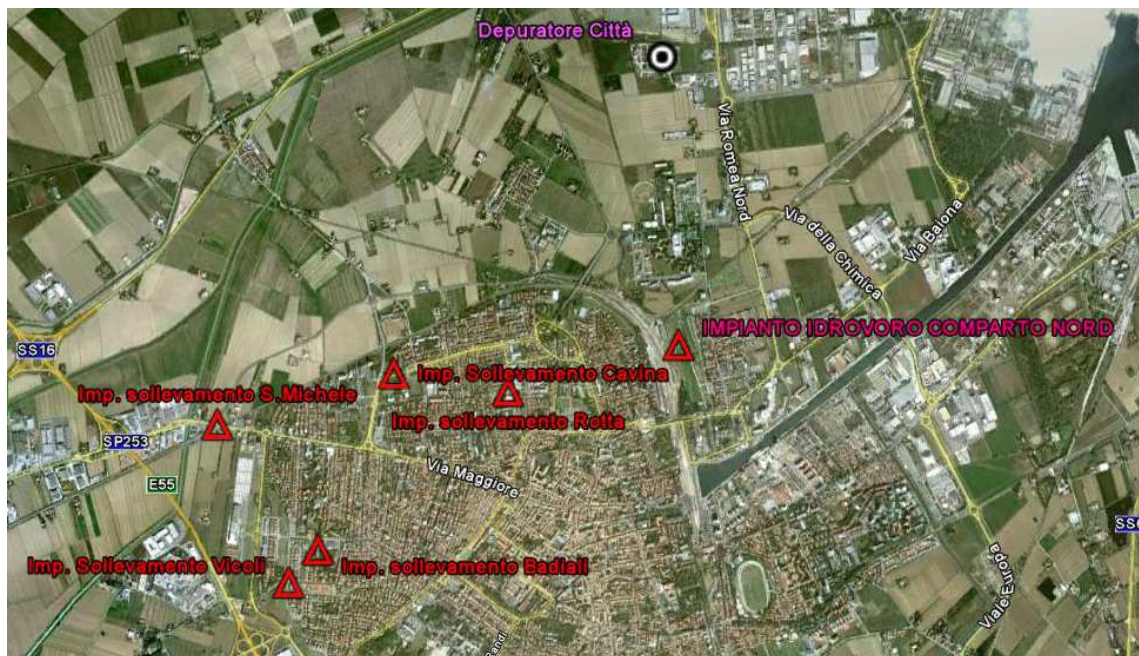 Depuratore Città
Via Romea Nord
Via della Chimica
Via Baiona
IMPIANTO IDROVORO COMPARTO NORD
SS16
Imp. Sollevamento Cavina
Imp. sollevamento S.Michele
Imp. sollevamento Rotta
SP253
Via Maggiore
E55
Imp. Sollevamento Vicoli
Imp. sollevamento Badiali
Viale Europa
Randi